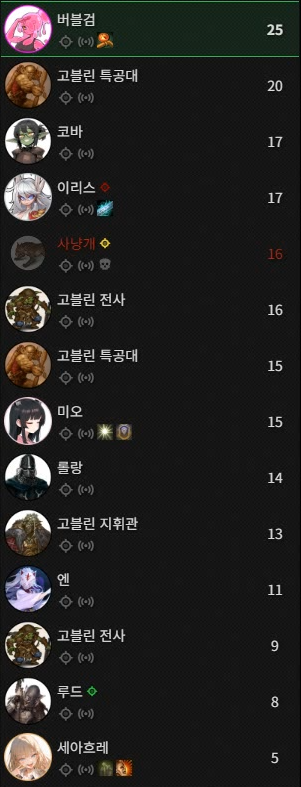 버블검
25
고블린 특공대
20
코바
17
이리스
17
사냥개
16
고블린 전사
16
고블린 특공대
15
미오
15
롤랑
14
고블린 지휘관
13
엔
11
고블린 전사
9
루드
8
세아흐레
5